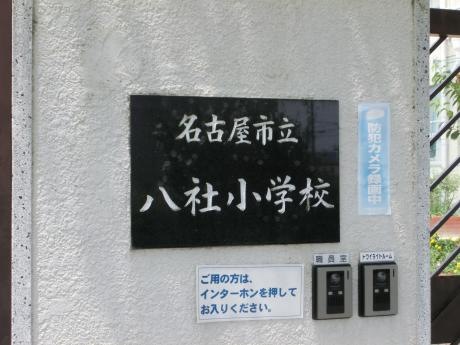 名古屋市立
八社小学校
防犯カメラ録画中
職員室
トワイライトルーム
ご用の方は、
インターホンを押して
お入りください。